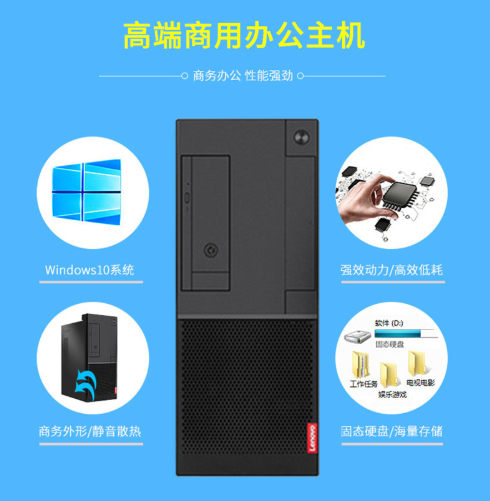 高端商用办公主机
商务办公 性能强劲
Windows10系统
强效动力/高效低耗
软件 (D:)
固态硬盘
工作任务
电视电影
娱乐游戏
Lenovo
商务外形/静音散热
固态硬盘/海量存储